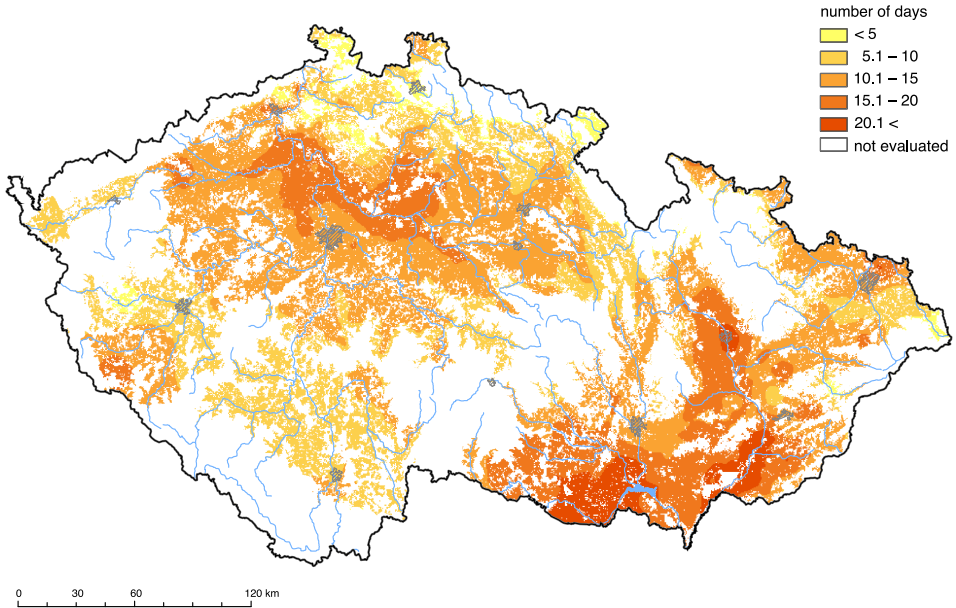 number of days
< 5
5.1 – 10
10.1 – 15
15.1 – 20
20.1 <
not evaluated
0 30 60 120 km